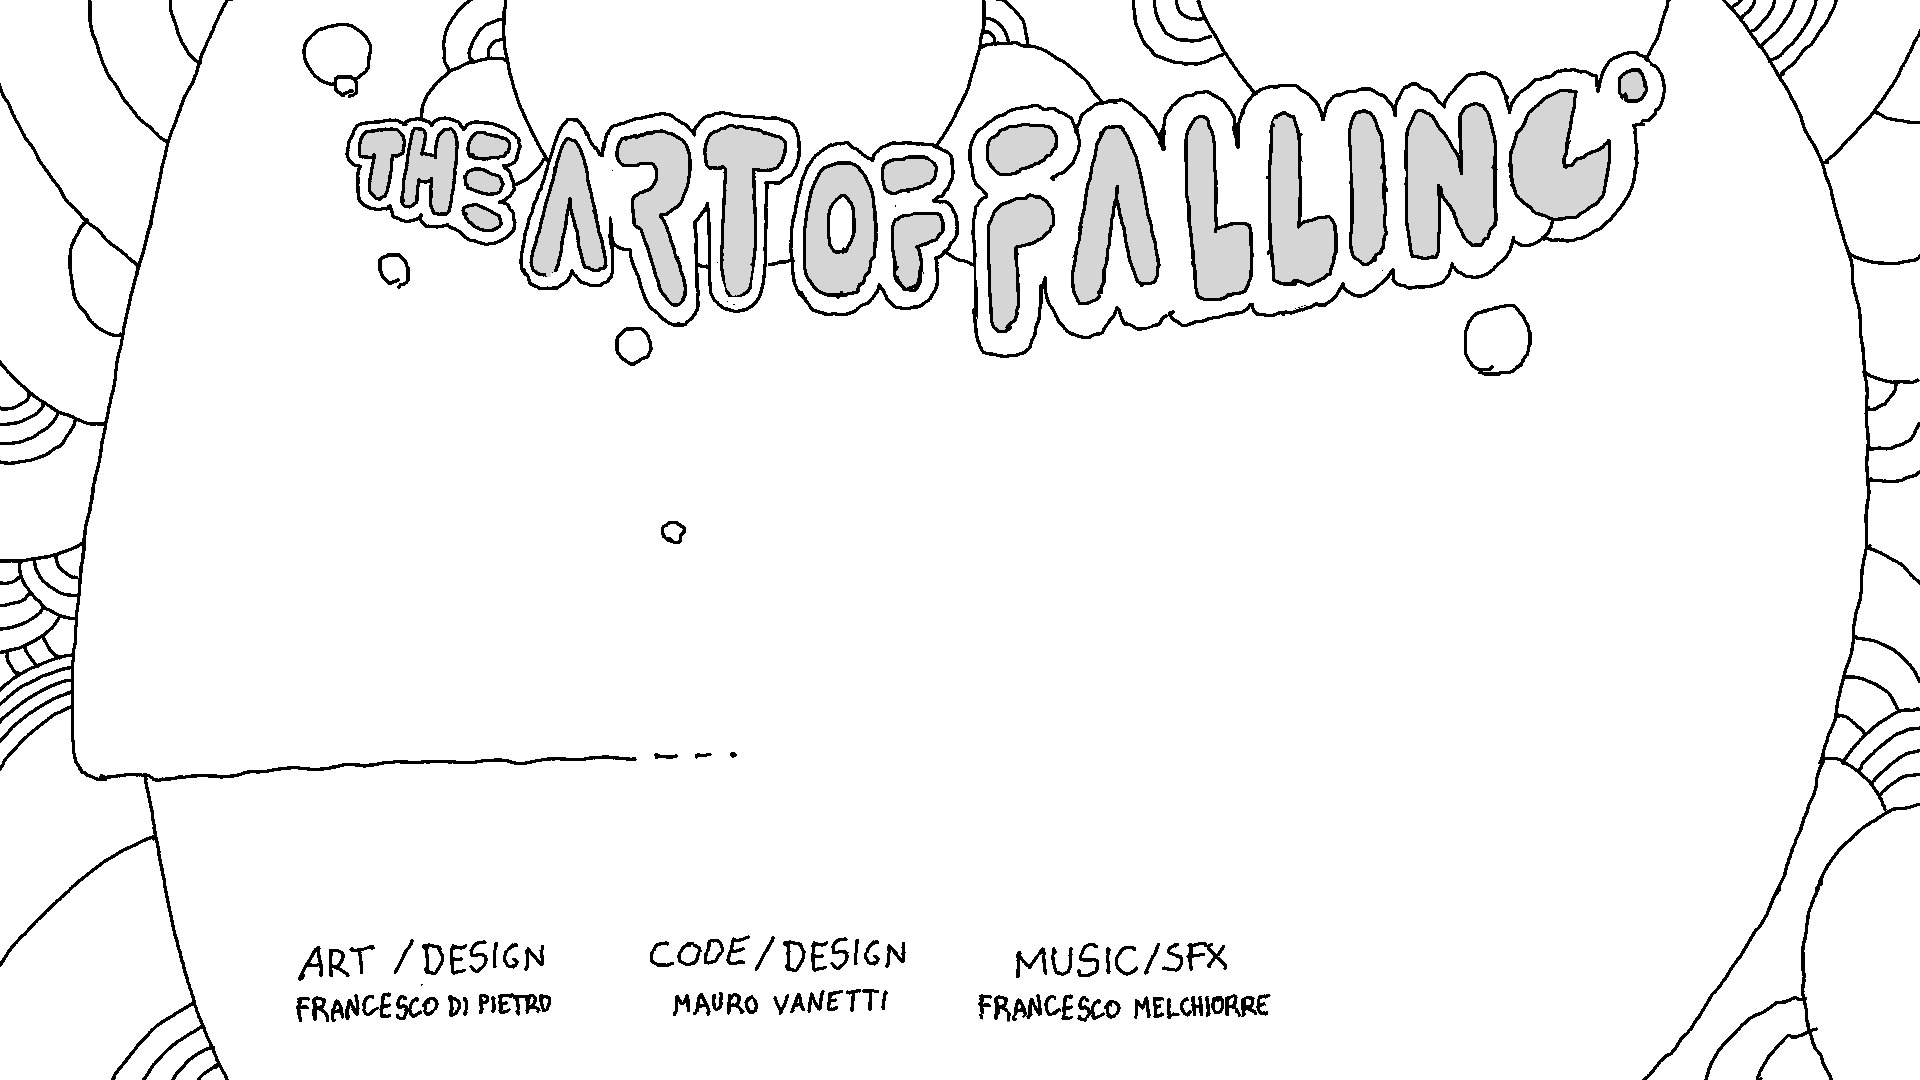 THE ART OF FALLING
ART / DESIGN
FRANCESCO DI PIETRO
CODE / DESIGN
MAURO VANETTI
MUSIC/SFX
FRANCESCO MELCHIORRE